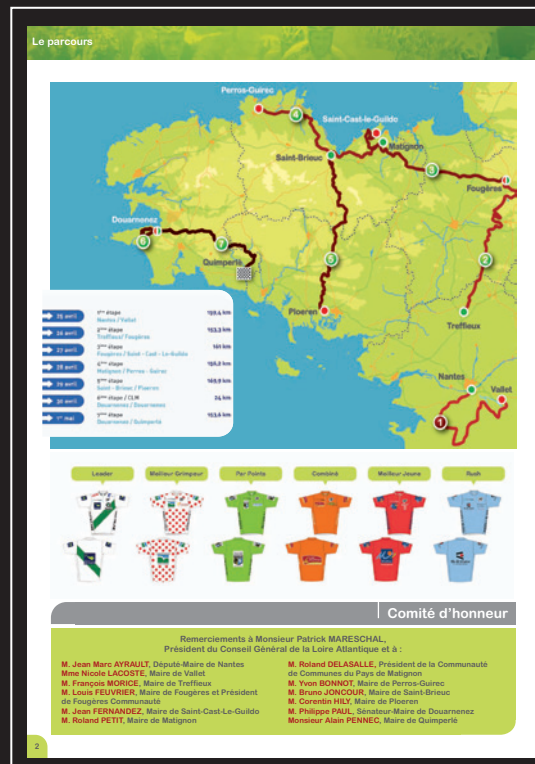 Le parcours
Perros-Guirec
4
Saint-Cast-le-Guildo
Matignon
Saint-Brieuc
3
Fougères
Douarnenez
6
7
Quimperlé
5
2
Ploeren
Treffieux
Nantes
Vallet
1
25 avril
1ère étape
Nantes / Vallet
26 avril
2ème étape
Treffieux / Fougères
27 avril
3ème étape
Fougères / Saint - Cast - Le-Guildo
161 km
28 avril
4ème étape
Matignon / Perros - Guirec
29 avril
5ème étape
Saint - Brieuc / Ploeren
30 avril
6ème étape / CLM
Douarnenez / Douarnenez
24 km
1er mai
7ème étape
Douarnenez / Quimperlé
Leader
Meilleur Grimpeur
Par Points
Combiné
Meilleur Jeune
Rush
Comité d'honneur
Remerciements à Monsieur Patrick MARESCHAL,
Président du Conseil Général de la Loire Atlantique et à :
M. Jean Marc AYRAULT, Député-Maire de Nantes
Mme Nicole LACOSTE, Maire de Vallet
M. François MORICE, Maire de Treffieux
M. Louis FEUVRIER, Maire de Fougères et Président
de Fougères Communauté
M. Jean FERNANDEZ, Maire de Saint-Cast-Le-Guildo
M. Roland PETIT, Maire de Matignon
M. Roland DELASALLE, Président de la Communauté
de Communes du Pays de Matignon
M. Yvon BONNOT, Maire de Perros-Guirec
M. Bruno JONCOUR, Maire de Saint-Brieuc
M. Corentin HILY, Maire de Ploeren
M. Philippe PAUL, Sénateur-Maire de Douarnenez
Monsieur Alain PENNEC, Maire de Quimperlé
2